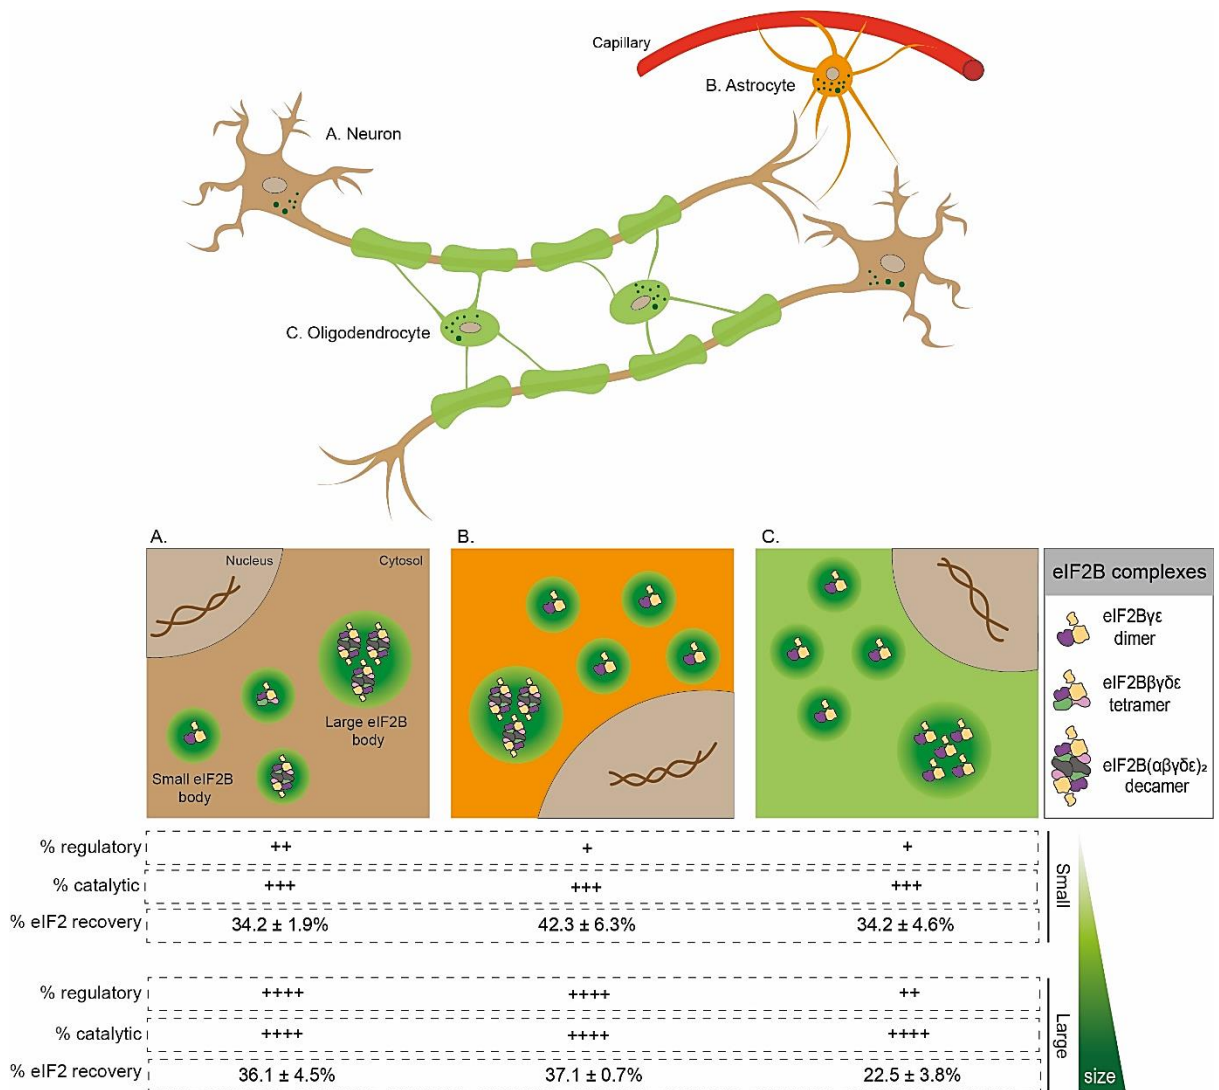 Capillary
B. Astrocyte
A. Neuron
C. Oligodendrocyte
A.
B.
C.
Nucleus
Cytosol
Large eIF2B
body
Small eIF2B
body
eIF2B complexes
eIF2Bγε
dimer
eIF2Bβγδε
tetramer
eIF2B(αβγδε)₂
decamer
% regulatory ++ + +
% catalytic +++ +++ +++
% eIF2 recovery 34.2 ± 1.9% 42.3 ± 6.3% 34.2 ± 4.6%
Small
% regulatory ++++ ++++ ++
% catalytic ++++ ++++ ++++
% eIF2 recovery 36.1 ± 4.5% 37.1 ± 0.7% 22.5 ± 3.8%
Large
size